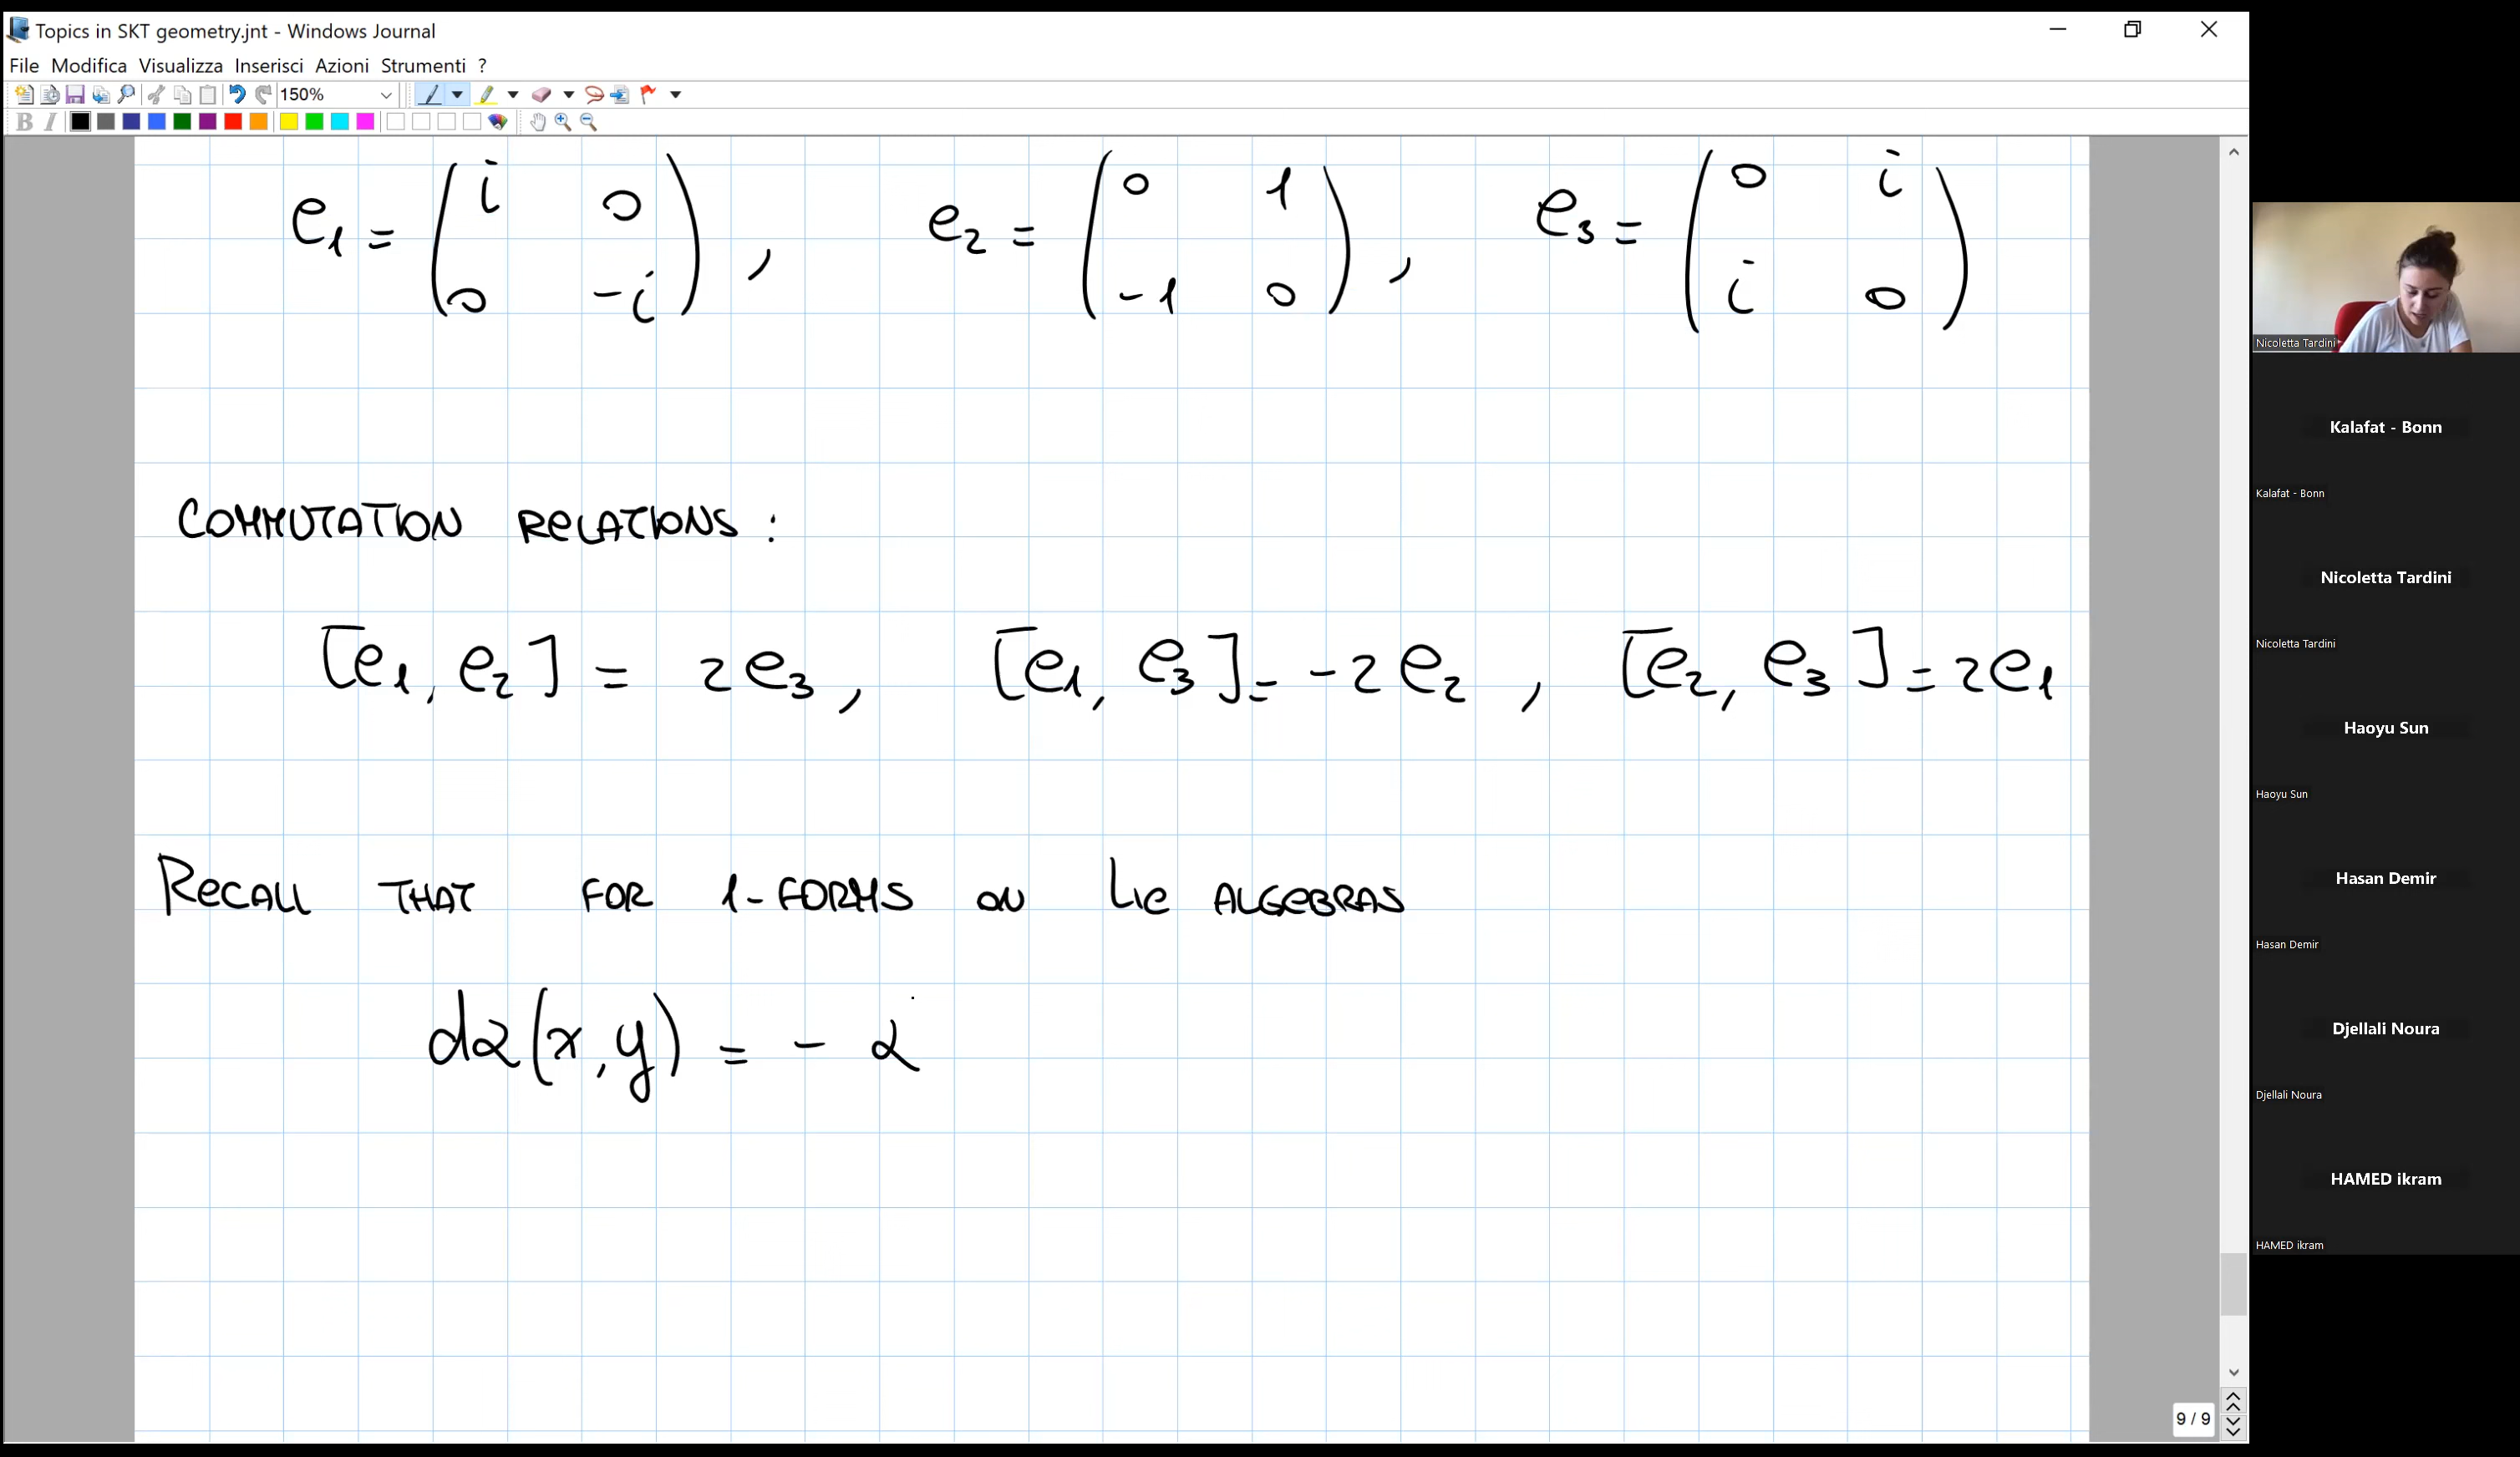 Topics in SKT geometry.jnt - Windows Journal
File Modifica Visualizza Inserisci Azioni Strumenti ?
150%
B I
e₁ = ( i 0 ; 0 -i ) , e₂ = ( 0 1 ; -1 0 ) , e₃ = ( 0 i ; i 0 )
COMMUTATION RELATIONS :
[e₁, e₂] = 2e₃, [e₁, e₃] = -2e₂, [e₂, e₃] = 2e₁
RECALL THAT FOR 1-FORMS ON LIE ALGEBRAS
dα(x,y) = - α
9 / 9
Nicoletta Tardini
Kalafat - Bonn
Kalafat - Bonn
Nicoletta Tardini
Nicoletta Tardini
Haoyu Sun
Haoyu Sun
Hasan Demir
Hasan Demir
Djellali Noura
Djellali Noura
HAMED ikram
HAMED ikram